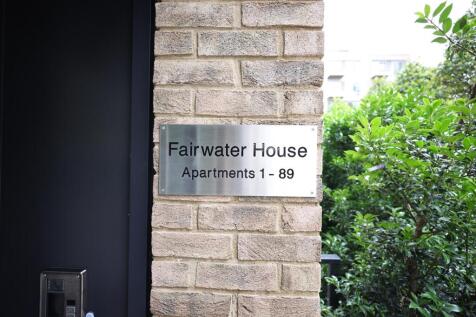 Fairwater House
Apartments 1 - 89